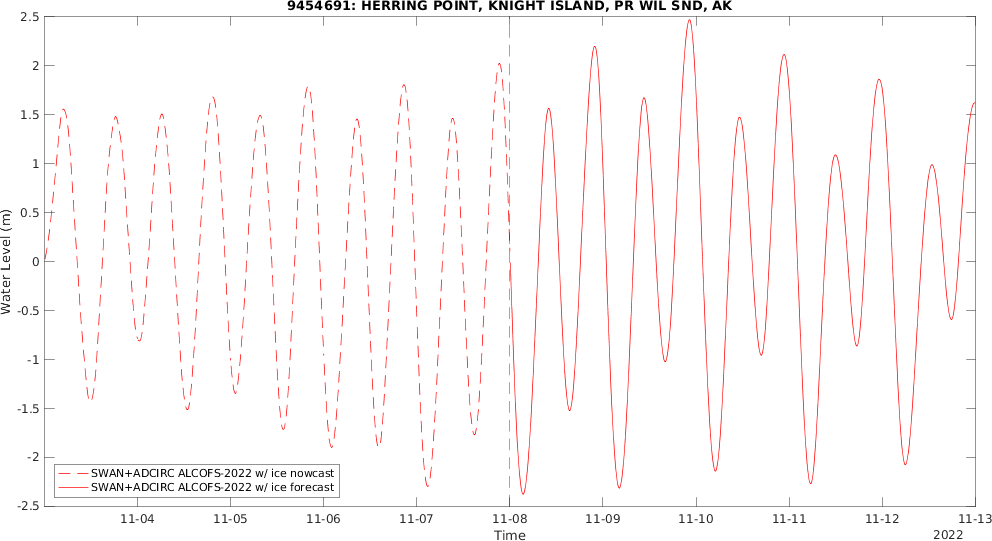 9454691: HERRING POINT, KNIGHT ISLAND, PR WIL SND, AK
2.5
2
1.5
1
0.5
0
-0.5
-1
-1.5
-2
-2.5
Water Level (m)
SWAN+ADCIRC ALCOFS-2022 w/ ice nowcast
SWAN+ADCIRC ALCOFS-2022 w/ ice forecast
11-04 11-05 11-06 11-07 11-08 11-09 11-10 11-11 11-12 11-13
Time
2022